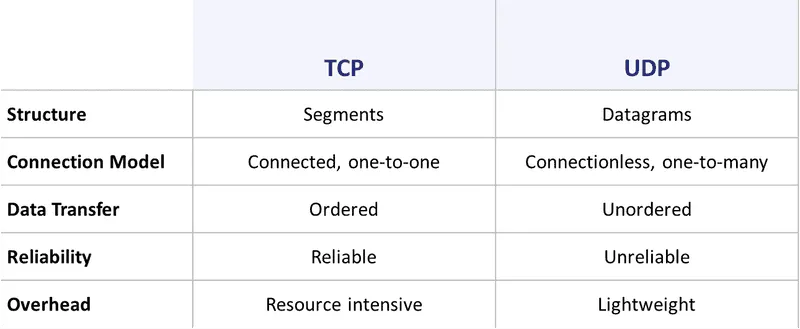 TCP UDP
Structure Segments Datagrams
Connection Model Connected, one-to-one Connectionless, one-to-many
Data Transfer Ordered Unordered
Reliability Reliable Unreliable
Overhead Resource intensive Lightweight